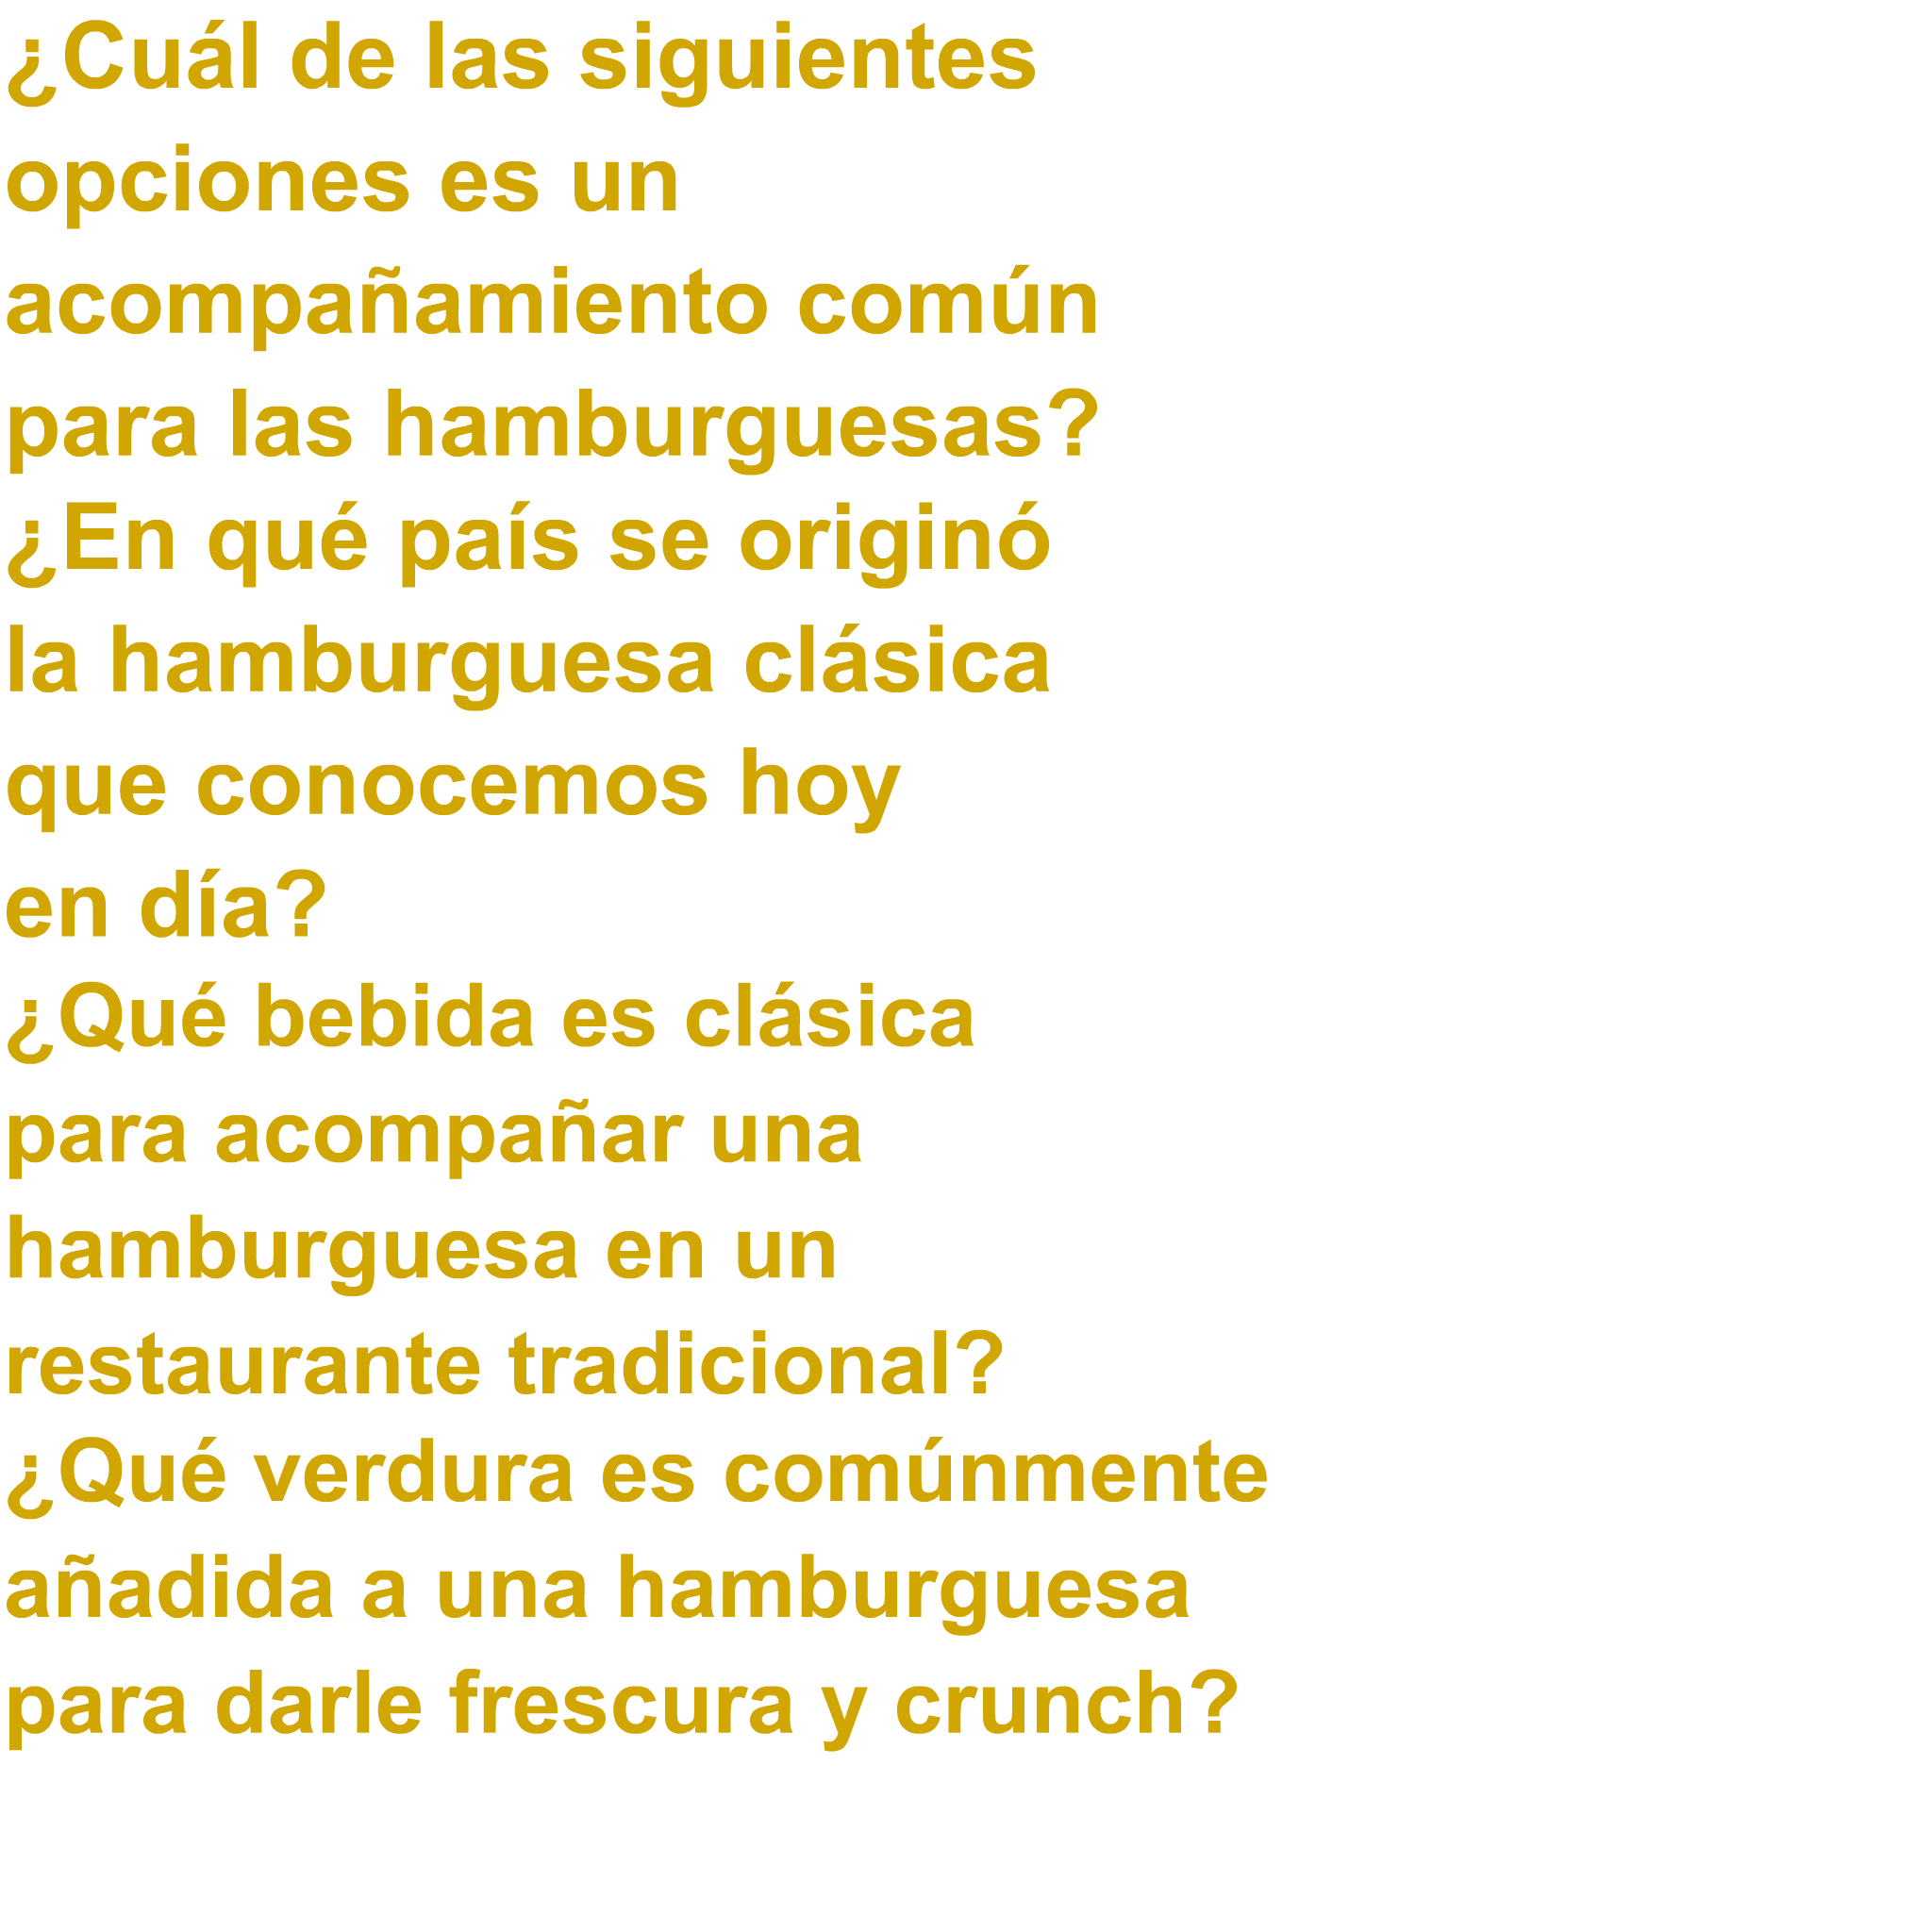 ¿Cuál de las siguientes
opciones es un
acompañamiento común
para las hamburguesas?
¿En qué país se originó
la hamburguesa clásica
que conocemos hoy
en día?
¿Qué bebida es clásica
para acompañar una
hamburguesa en un
restaurante tradicional?
¿Qué verdura es comúnmente
añadida a una hamburguesa
para darle frescura y crunch?